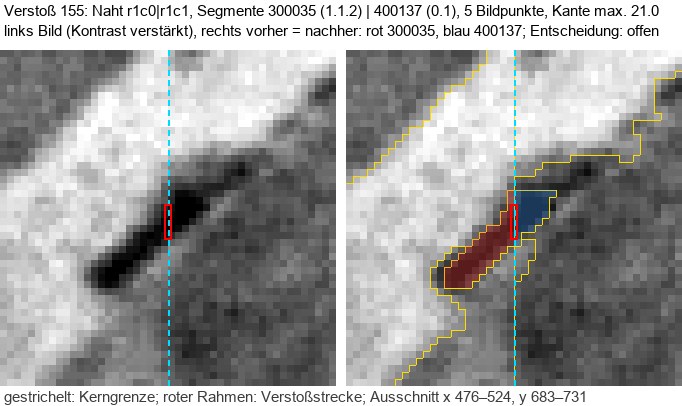 Verstoß 155: Naht r1c0|r1c1, Segmente 300035 (1.1.2) | 400137 (0.1), 5 Bildpunkte, Kante max. 21.0
links Bild (Kontrast verstärkt), rechts vorher = nachher: rot 300035, blau 400137; Entscheidung: offen
gestrichelt: Kerngrenze; roter Rahmen: Verstoßstrecke; Ausschnitt x 476–524, y 683–731